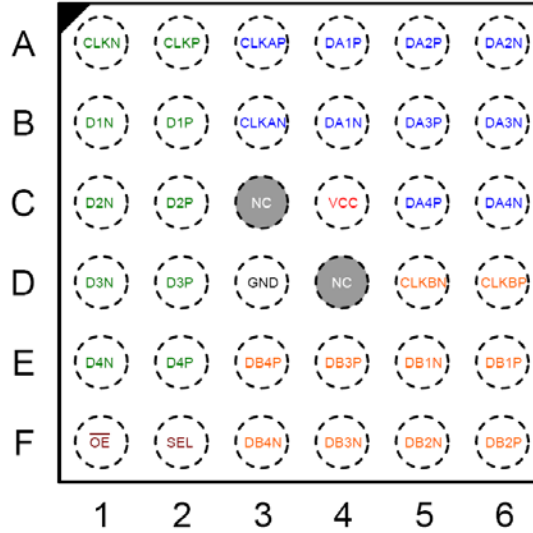 A CLKN CLKP CLKAP DA1P DA2P DA2N
B D1N D1P CLKAN DA1N DA3P DA3N
C D2N D2P NC VCC DA4P DA4N
D D3N D3P GND NC CLKBN CLKBP
E D4N D4P DB4P DB3P DB1N DB1P
F O̅E̅ SEL DB4N DB3N DB2N DB2P
1 2 3 4 5 6